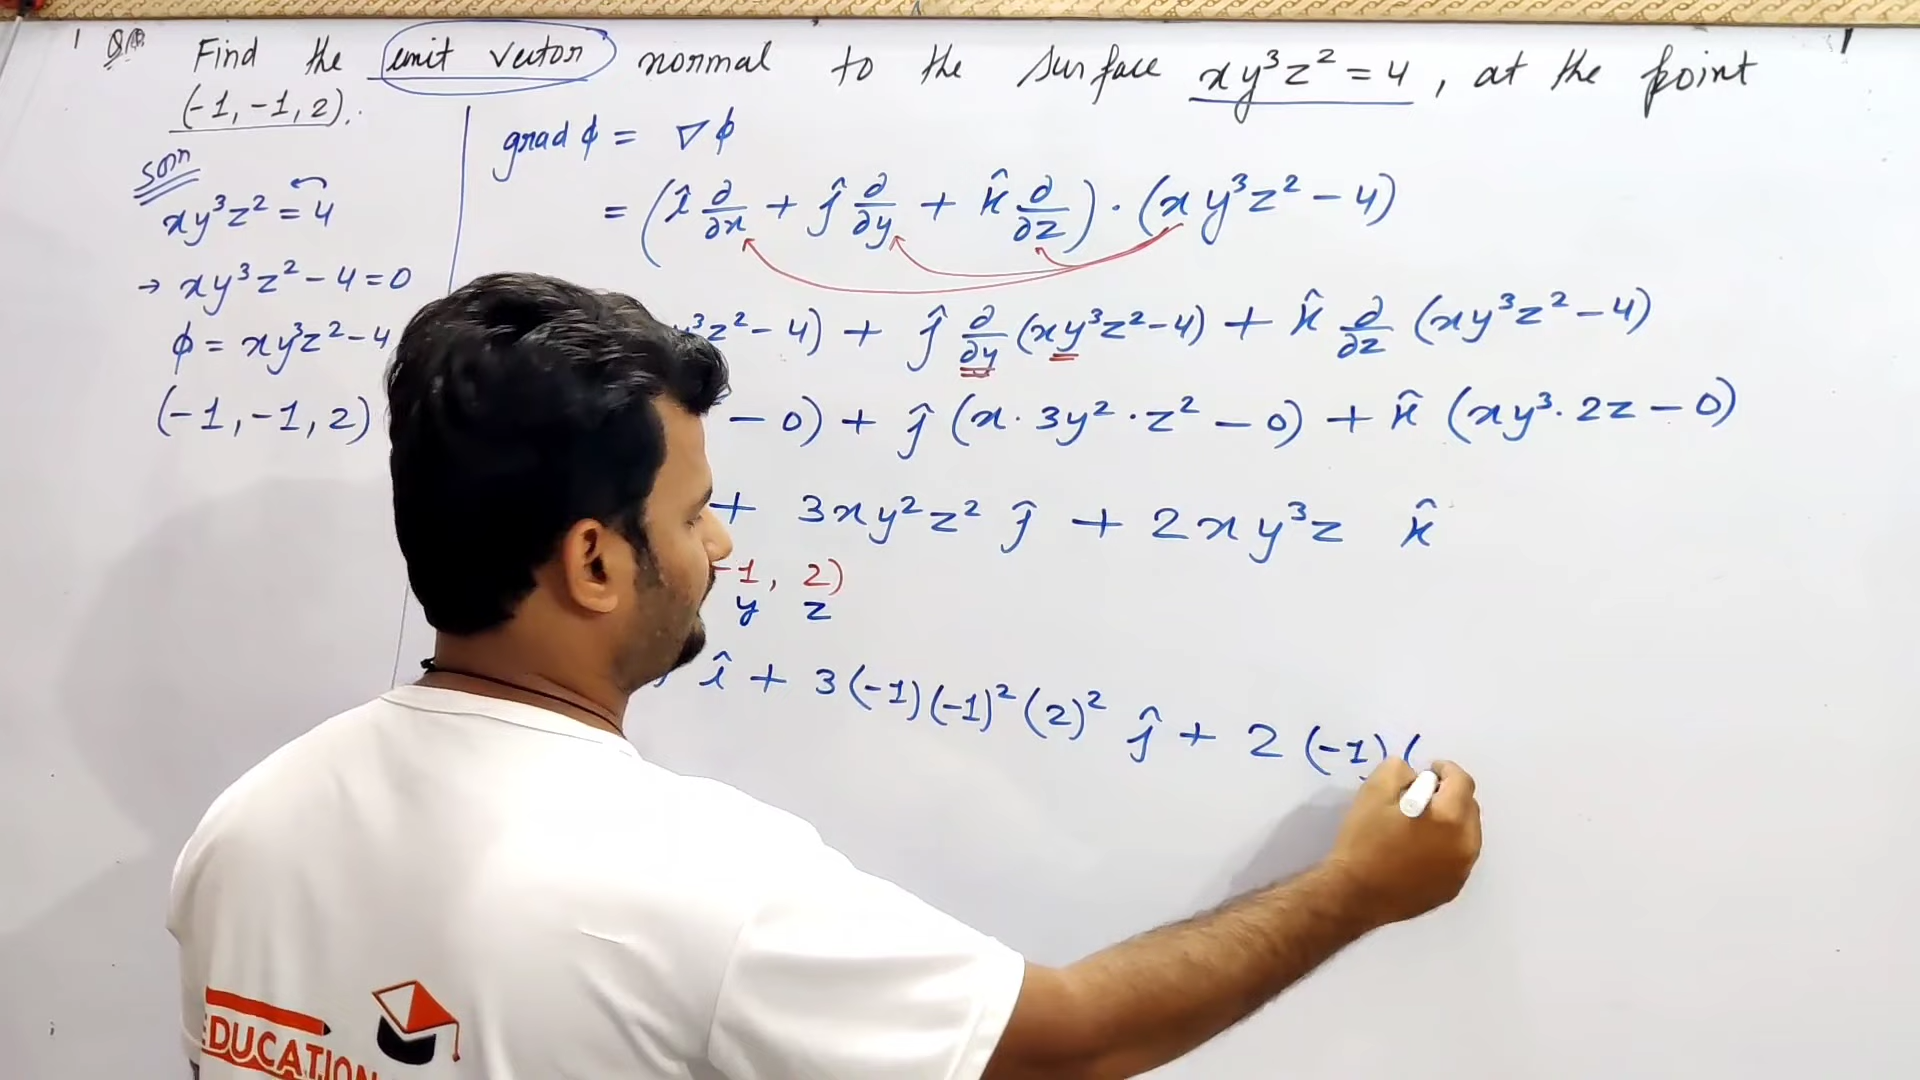 Find the unit vector normal to the surface xy³z² = 4, at the point
(-1, -1, 2).
Soln
xy³z² = 4
→ xy³z² - 4 = 0
ϕ = xy³z² - 4
(-1, -1, 2)
grad ϕ = ∇ϕ
= (î ∂/∂x + ĵ ∂/∂y + k̂ ∂/∂z) · (xy³z² - 4)
³z² - 4) + ĵ ∂/∂y (xy³z² - 4) + k̂ ∂/∂z (xy³z² - 4)
- 0) + ĵ (x · 3y² · z² - 0) + k̂ (xy³ · 2z - 0)
+ 3xy²z² ĵ + 2xy³z k̂
-1, 2)
y z
î + 3(-1)(-1)²(2)² ĵ + 2(-1)(
EDUCATION